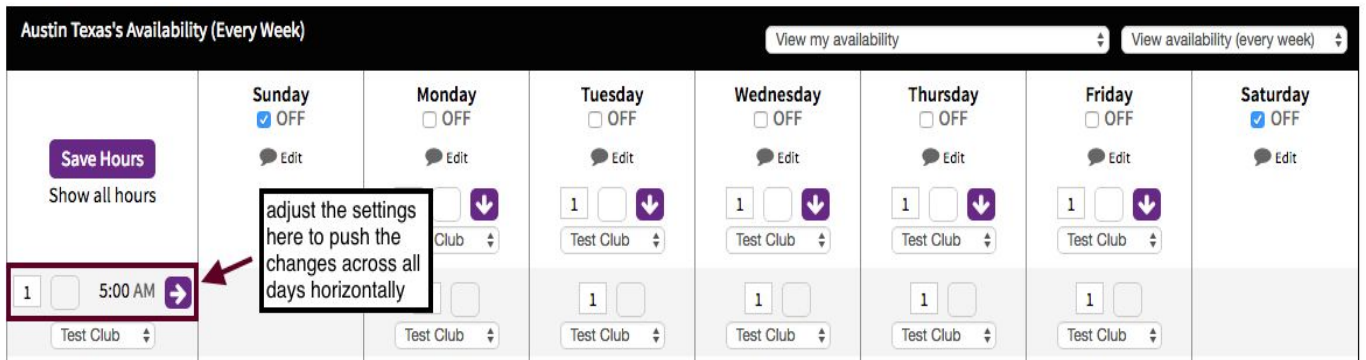 Austin Texas's Availability (Every Week)
View my availability
View availability (every week)
Sunday Monday Tuesday Wednesday Thursday Friday Saturday
OFF OFF OFF OFF OFF OFF OFF
Save Hours
Edit Edit Edit Edit Edit Edit Edit
Show all hours
1 1 1 1
Club Test Club Test Club Test Club Test Club
adjust the settings
here to push the
changes across all
days horizontally
1 5:00 AM
1 1 1 1
Test Club Test Club Test Club Test Club Test Club Test Club